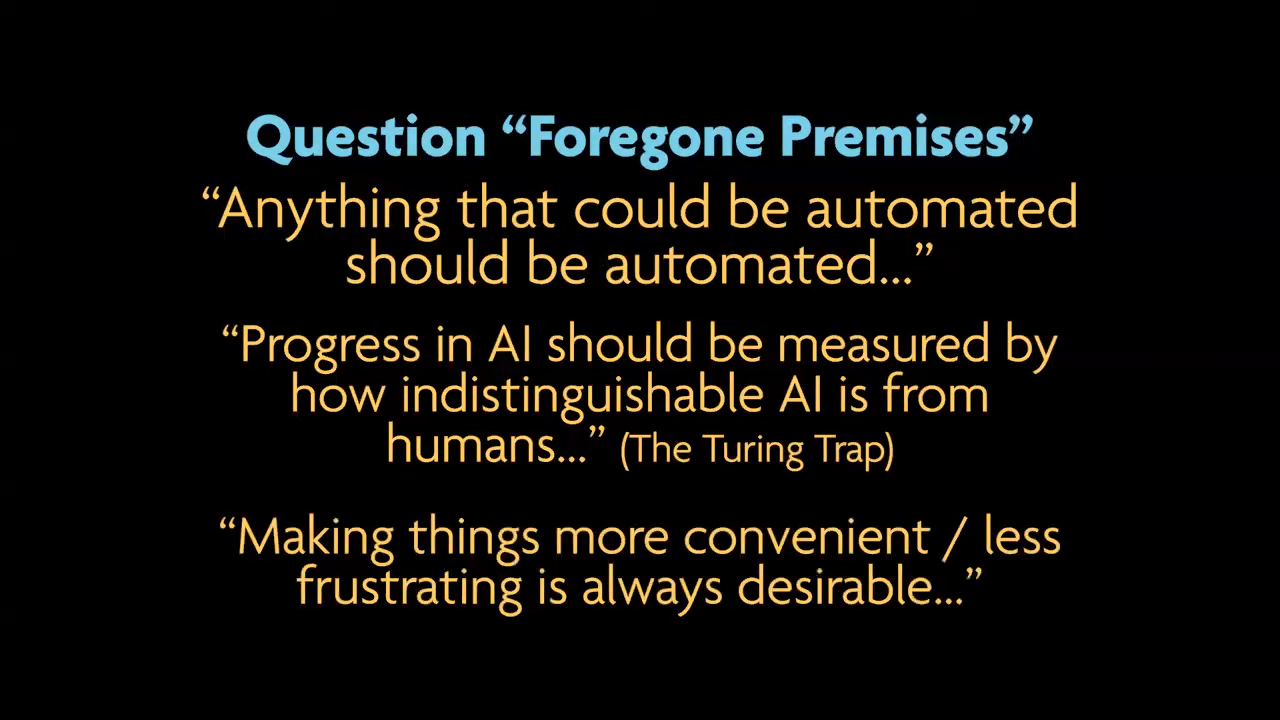 Question “Foregone Premises”
“Anything that could be automated
should be automated...”
“Progress in AI should be measured by
how indistinguishable AI is from
humans...” (The Turing Trap)
“Making things more convenient / less
frustrating is always desirable...”